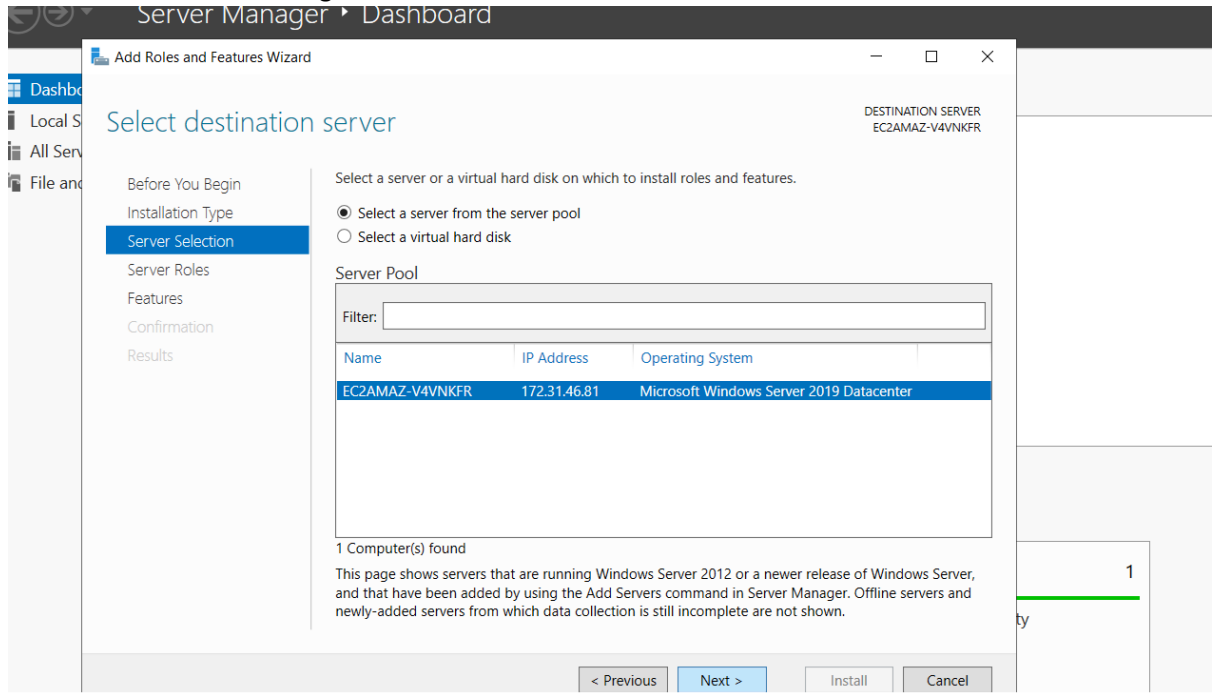 Server Manager • Dashboard
Add Roles and Features Wizard
Dashbo
Local S
All Serv
File and
Select destination server
DESTINATION SERVER
EC2AMAZ-V4VNKFR
Before You Begin
Installation Type
Server Selection
Server Roles
Features
Confirmation
Results
Select a server or a virtual hard disk on which to install roles and features.
Select a server from the server pool
Select a virtual hard disk
Server Pool
Filter:
Name IP Address Operating System
EC2AMAZ-V4VNKFR 172.31.46.81 Microsoft Windows Server 2019 Datacenter
1 Computer(s) found
This page shows servers that are running Windows Server 2012 or a newer release of Windows Server,
and that have been added by using the Add Servers command in Server Manager. Offline servers and
newly-added servers from which data collection is still incomplete are not shown.
1
ty
< Previous Next > Install Cancel